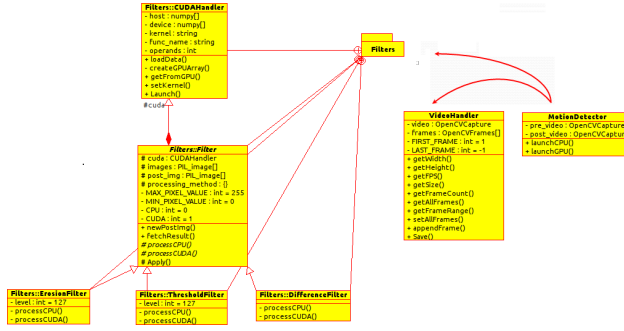 Filters::CUDAHandler
- host : numpy[]
- device : numpy[]
- kernel : string
- func_name : string
- operands : int
+ loadData()
- createGPUArray()
+ getFromGPU()
+ setKernel()
+ Launch()
#cuda
Filters
Filters::Filter
# cuda : CUDAHandler
# images : PIL_image[]
# post_img : PIL_image[]
# processing_method : {}
- MAX_PIXEL_VALUE : int = 255
- MIN_PIXEL_VALUE : int = 0
- CPU : int = 0
- CUDA : int = 1
+ newPostImg()
+ fetchResult()
# processCPU()
# processCUDA()
# Apply()
VideoHandler
- video : OpenCVCapture
- frames : OpenCVFrames[]
- FIRST_FRAME : int = 1
- LAST_FRAME : int = -1
+ getWidth()
+ getHeight()
+ getFPS()
+ getSize()
+ getFrameCount()
+ getAllFrames()
+ getFrameRange()
+ setAllFrames()
+ appendFrame()
+ Save()
MotionDetector
- pre_video : OpenCVCapture
- post_video : OpenCVCapture
+ launchCPU()
+ launchGPU()
Filters::ErosionFilter
- level : int = 127
- processCPU()
- processCUDA()
Filters::ThresholdFilter
- level : int = 127
- processCPU()
- processCUDA()
Filters::DifferenceFilter
- processCPU()
- processCUDA()